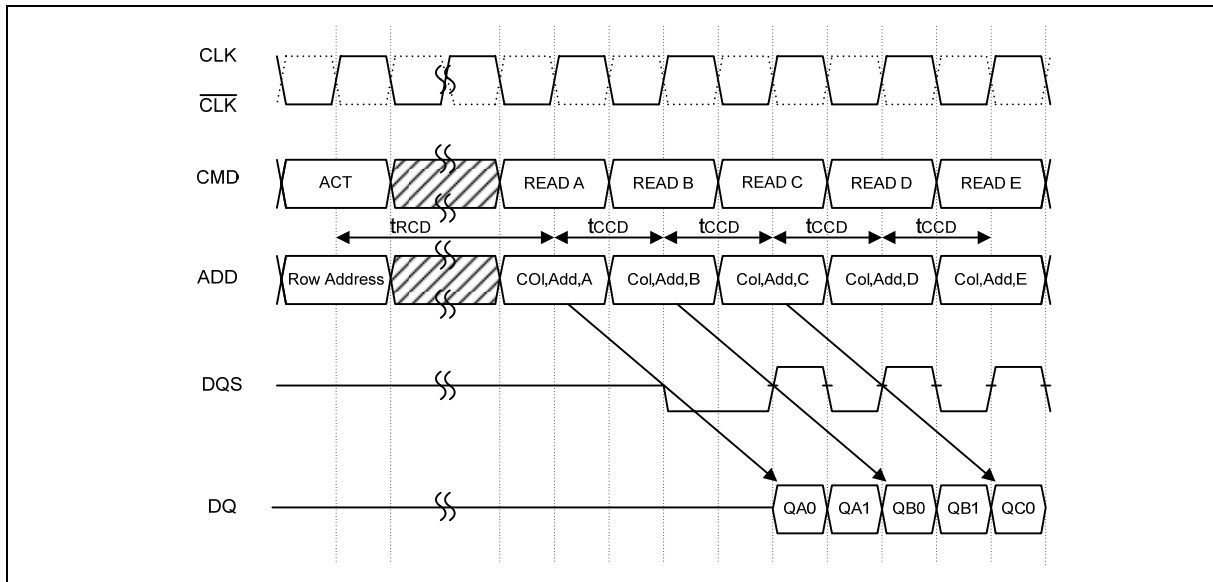 CLK
CLK
CMD ACT READ A READ B READ C READ D READ E
tRCD tCCD tCCD tCCD tCCD
ADD Row Address COl,Add,A Col,Add,B Col,Add,C Col,Add,D Col,Add,E
DQS
DQ QA0 QA1 QB0 QB1 QC0